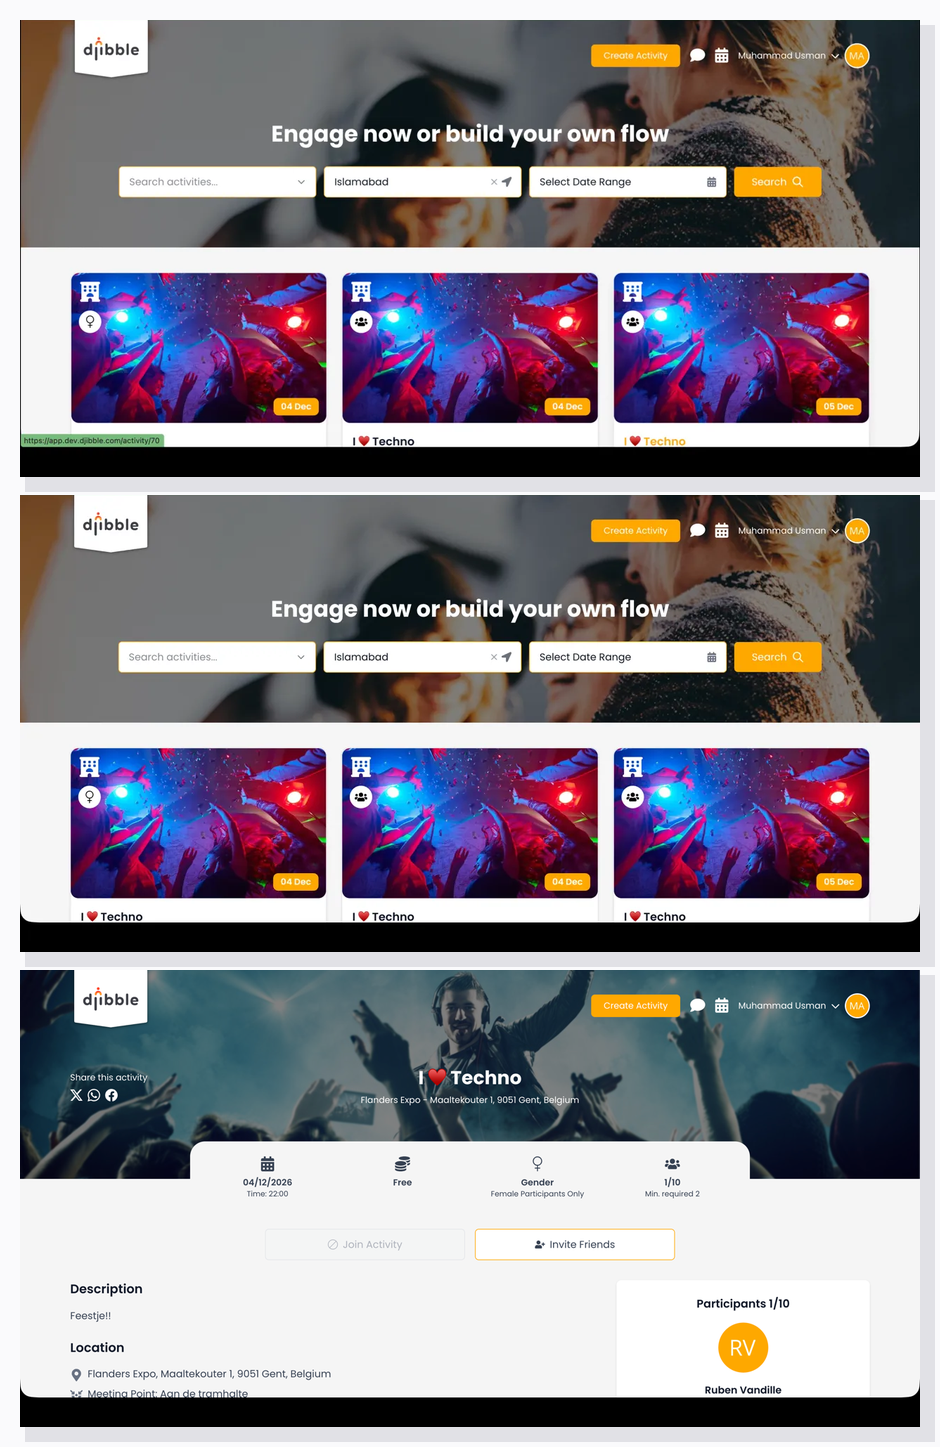 djibble
Create Activity
Muhammad Usman
MA
Engage now or build your own flow
Search activities...
Islamabad
Select Date Range
Search
04 Dec
04 Dec
05 Dec
https://app.dev.djibble.com/activity/70
I ❤️ Techno
I ❤️ Techno
djibble
Create Activity
Muhammad Usman
MA
Engage now or build your own flow
Search activities...
Islamabad
Select Date Range
Search
04 Dec
04 Dec
05 Dec
I ❤️ Techno
I ❤️ Techno
I ❤️ Techno
djibble
Create Activity
Muhammad Usman
MA
Share this activity
I ❤️ Techno
Flanders Expo - Maaltekouter 1, 9051 Gent, Belgium
04/12/2026
Time: 22:00
Free
Gender
Female Participants Only
1/10
Min. required 2
Join Activity
Invite Friends
Description
Feestje!!
Location
Flanders Expo, Maaltekouter 1, 9051 Gent, Belgium
Meeting Point: Aan de tramhalte
Participants 1/10
RV
Ruben Vandille